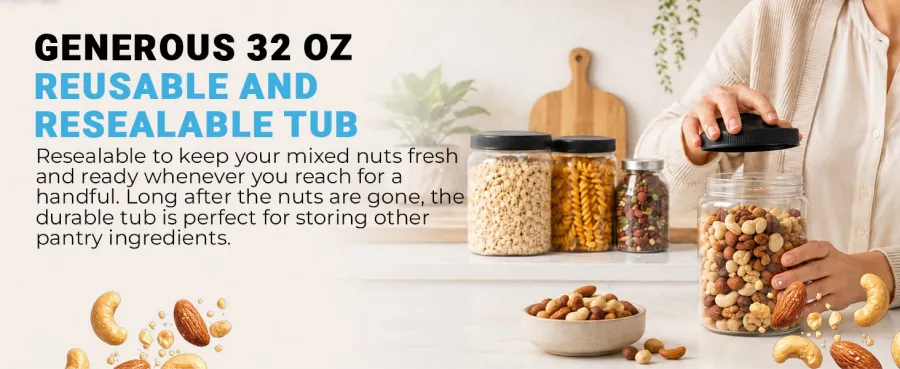 GENEROUS 32 OZ
REUSABLE AND
RESEALABLE TUB
Resealable to keep your mixed nuts fresh
and ready whenever you reach for a
handful. Long after the nuts are gone, the
durable tub is perfect for storing other
pantry ingredients.